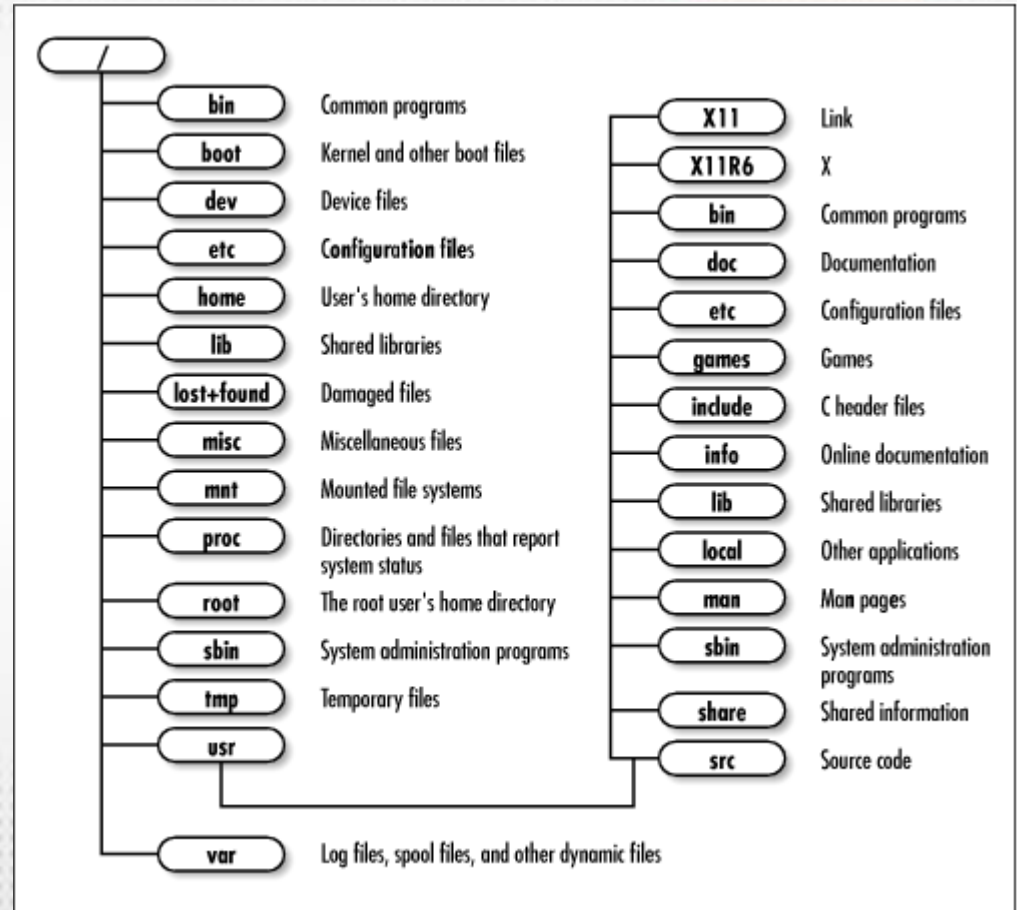 /
bin Common programs
boot Kernel and other boot files
dev Device files
etc Configuration files
home User's home directory
lib Shared libraries
lost+found Damaged files
misc Miscellaneous files
mnt Mounted file systems
proc Directories and files that report
system status
root The root user's home directory
sbin System administration programs
tmp Temporary files
usr
var Log files, spool files, and other dynamic files
X11 Link
X11R6 X
bin Common programs
doc Documentation
etc Configuration files
games Games
include C header files
info Online documentation
lib Shared libraries
local Other applications
man Man pages
sbin System administration
programs
share Shared information
src Source code